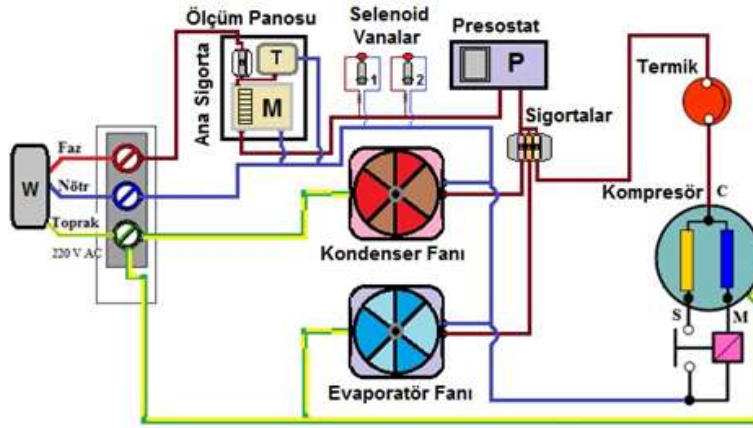 Ölçüm Panosu
Selenoid
Vanalar
Presostat
Ana Sigorta
T
M
1
2
P
Termik
Sigortalar
Faz
W
Nötr
Toprak
220 V AC
Kompresör
C
Kondenser Fanı
S
M
Evaporatör Fanı